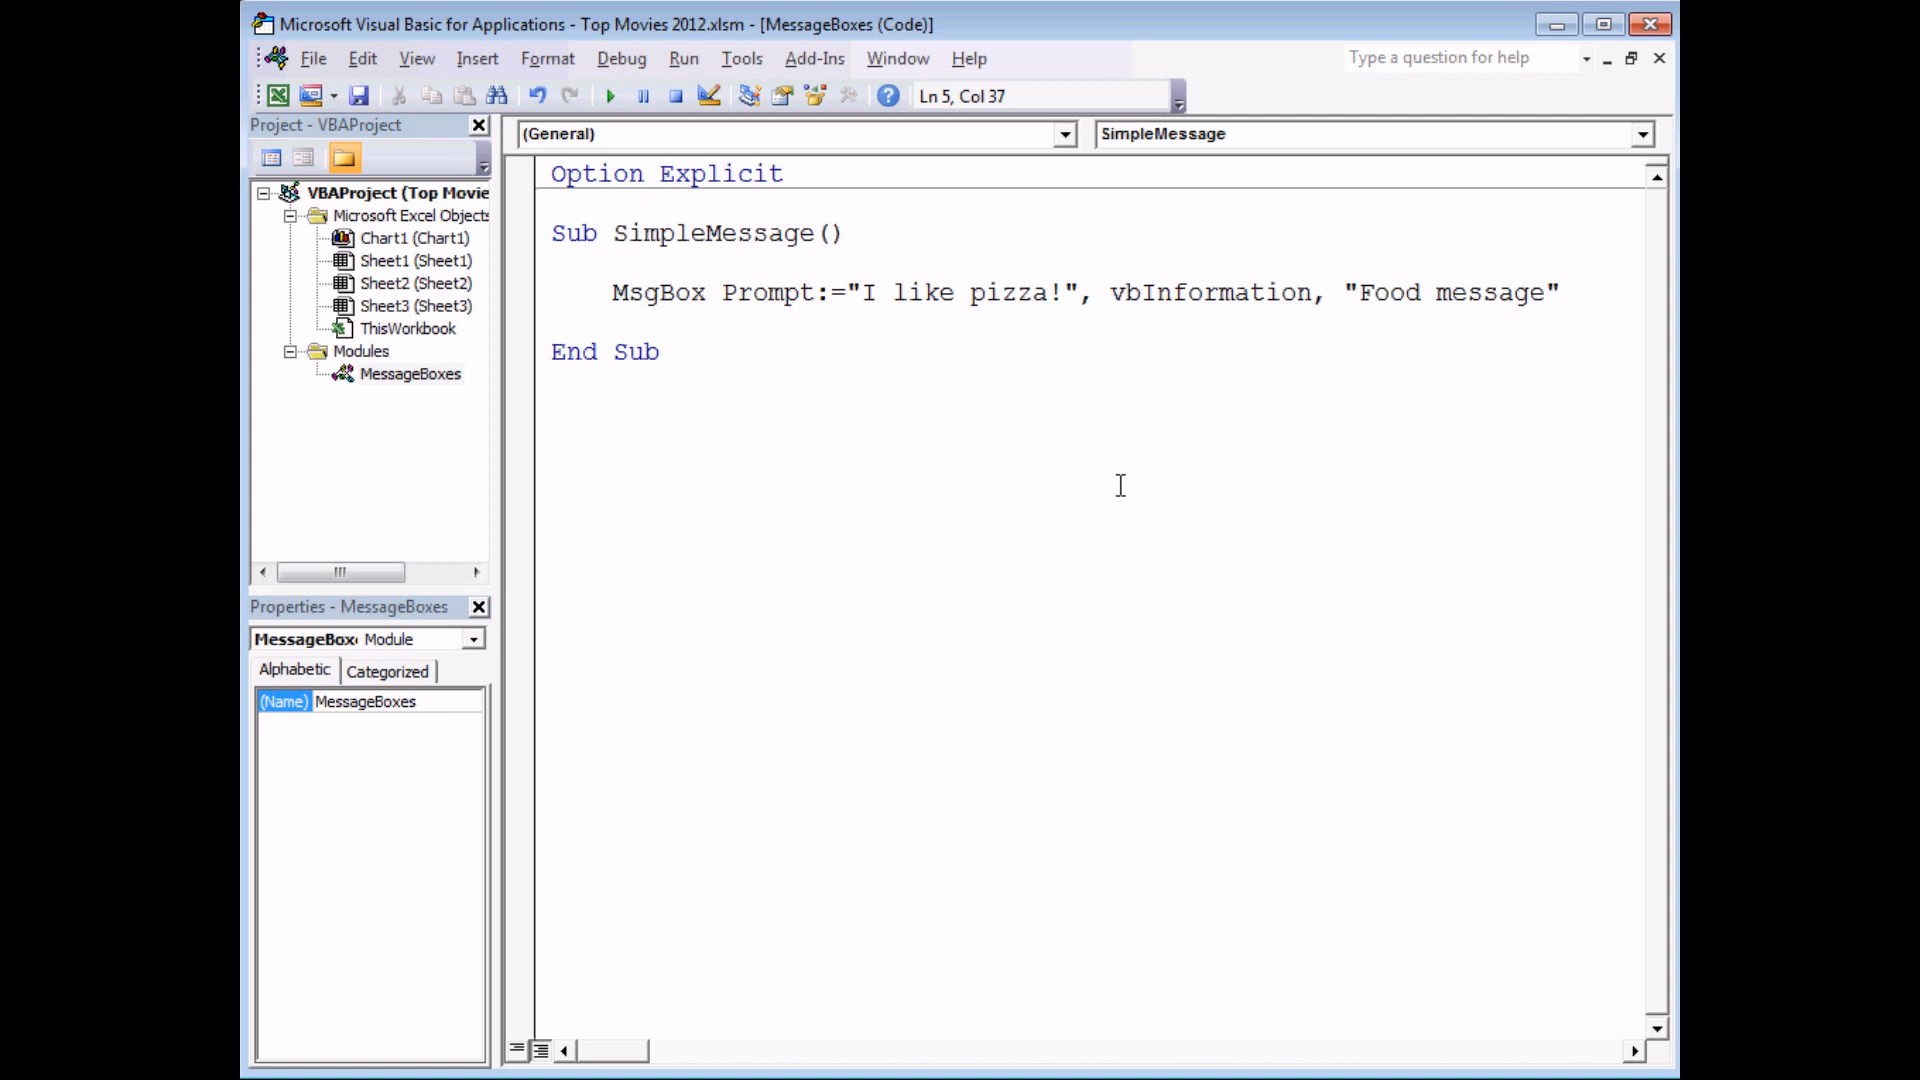 Microsoft Visual Basic for Applications - Top Movies 2012.xlsm - [MessageBoxes (Code)]
File Edit View Insert Format Debug Run Tools Add-Ins Window Help
Type a question for help
Ln 5, Col 37
Project - VBAProject
(General)
SimpleMessage
VBAProject (Top Movie
Microsoft Excel Objects
Chart1 (Chart1)
Sheet1 (Sheet1)
Sheet2 (Sheet2)
Sheet3 (Sheet3)
ThisWorkbook
Modules
MessageBoxes
Properties - MessageBoxes
MessageBox Module
Alphabetic Categorized
(Name) MessageBoxes
Option Explicit
Sub SimpleMessage()
MsgBox Prompt:="I like pizza!", vbInformation, "Food message"
End Sub